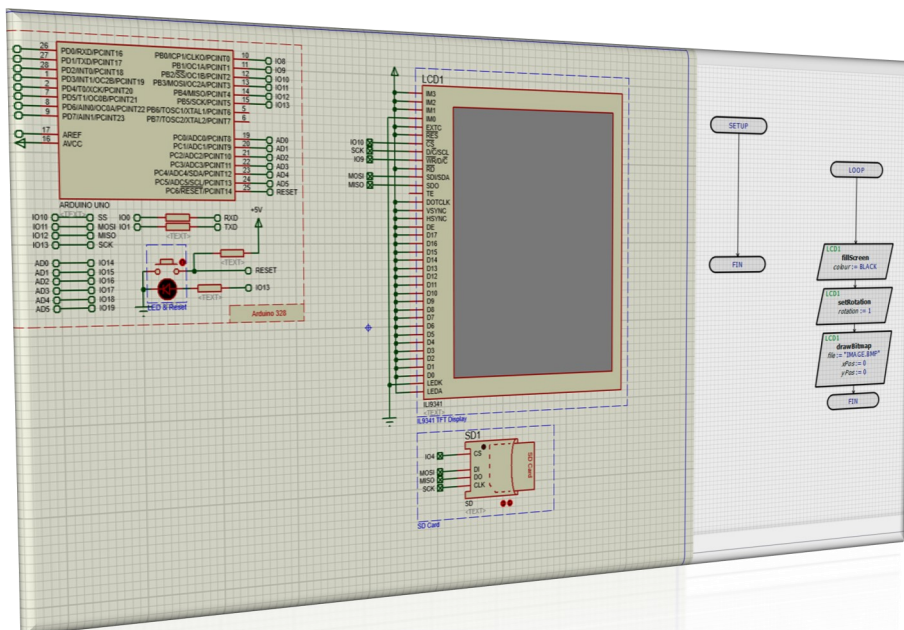 26
27
28
1
2
7
8
9
17
16
PD0/RXD/PCINT16
PD1/TXD/PCINT17
PD2/INT0/PCINT18
PD3/INT1/OC2B/PCINT19
PD4/T0/XCK/PCINT20
PD5/T1/OC0B/PCINT21
PD6/AIN0/OC0A/PCINT22
PD7/AIN1/PCINT23
AREF
AVCC
PB0/ICP1/CLKO/PCINT0
PB1/OC1A/PCINT1
PB2/SS/OC1B/PCINT2
PB3/MOSI/OC2A/PCINT3
PB4/MISO/PCINT4
PB5/SCK/PCINT5
PB6/TOSC1/XTAL1/PCINT6
PB7/TOSC2/XTAL2/PCINT7
PC0/ADC0/PCINT8
PC1/ADC1/PCINT9
PC2/ADC2/PCINT10
PC3/ADC3/PCINT11
PC4/ADC4/SDA/PCINT12
PC5/ADC5/SCL/PCINT13
PC6/RESET/PCINT14
10 IO8
11 IO9
12 IO10
13 IO11
14 IO12
15 IO13
5
6
19 AD0
20 AD1
21 AD2
22 AD3
23 AD4
24 AD5
25 RESET
ARDUINO UNO
<TEXT>
IO10 SS
IO11 MOSI
IO12 MISO
IO13 SCK
IO0 RXD
IO1 TXD
<TEXT>
+5V
<TEXT>
RESET
IO13
<TEXT>
LED & Reset
AD0 IO14
AD1 IO15
AD2 IO16
AD3 IO17
AD4 IO18
AD5 IO19
Arduino 328
LCD1
IM3
IM2
IM1
IM0
EXTC
RES
IO10 CS
SCK D/C/SCL
IO9 WR/D/C
RD
MOSI SDI/SDA
MISO SDO
TE
DOTCLK
VSYNC
HSYNC
DE
D17
D16
D15
D14
D13
D12
D11
D10
D9
D8
D7
D6
D5
D4
D3
D2
D1
D0
LEDK
LEDA
ILI9341
<TEXT>
ILI9341 TFT Display
SD1
IO4 CS
MOSI DI
MISO DO
SCK CLK
SD Card
SD
<TEXT>
SD Card
SETUP
FIN
LOOP
LCD1
fillScreen
colour := BLACK
LCD1
setRotation
rotation := 1
LCD1
drawBitmap
file := "IMAGE.BMP"
xPos := 0
yPos := 0
FIN